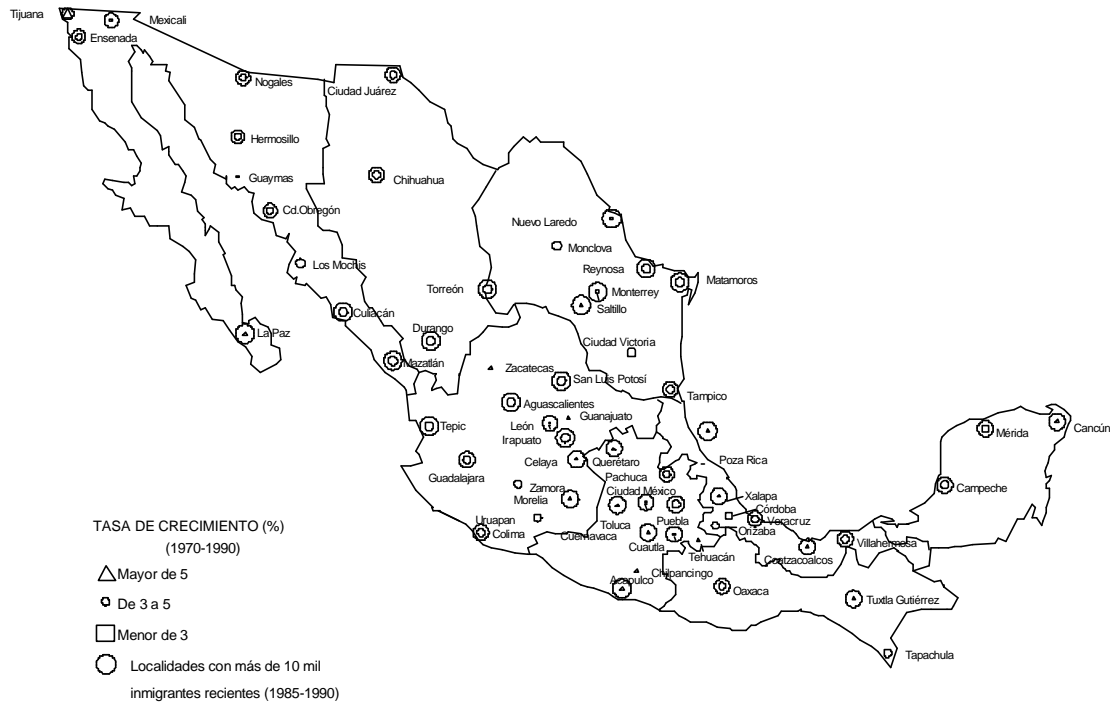 Tijuana
Mexicali
Ensenada
Nogales
Ciudad Juárez
Hermosillo
Guaymas
Chihuahua
Cd.Obregón
Nuevo Laredo
Monclova
Los Mochis
Reynosa
Matamoros
Torreón
Monterrey
Saltillo
Culiacán
La Paz
Durango
Ciudad Victoria
Mazatlán
Zacatecas
San Luis Potosí
Tampico
Aguascalientes
Guanajuato
León
Tepic
Irapuato
Mérida
Cancún
Celaya
Querétaro
Poza Rica
Guadalajara
Pachuca
Zamora
Ciudad México
Campeche
Morelia
Xalapa
Córdoba
Toluca
Puebla
Veracruz
Uruapan
Colima
Cuernavaca
Orizaba
Villahermosa
Cuautla
Tehuacán
Coatzacoalcos
Chilpancingo
Acapulco
Oaxaca
Tuxtla Gutiérrez
Tapachula
TASA DE CRECIMIENTO (%)
(1970-1990)
Mayor de 5
De 3 a 5
Menor de 3
Localidades con más de 10 mil
inmigrantes recientes (1985-1990)